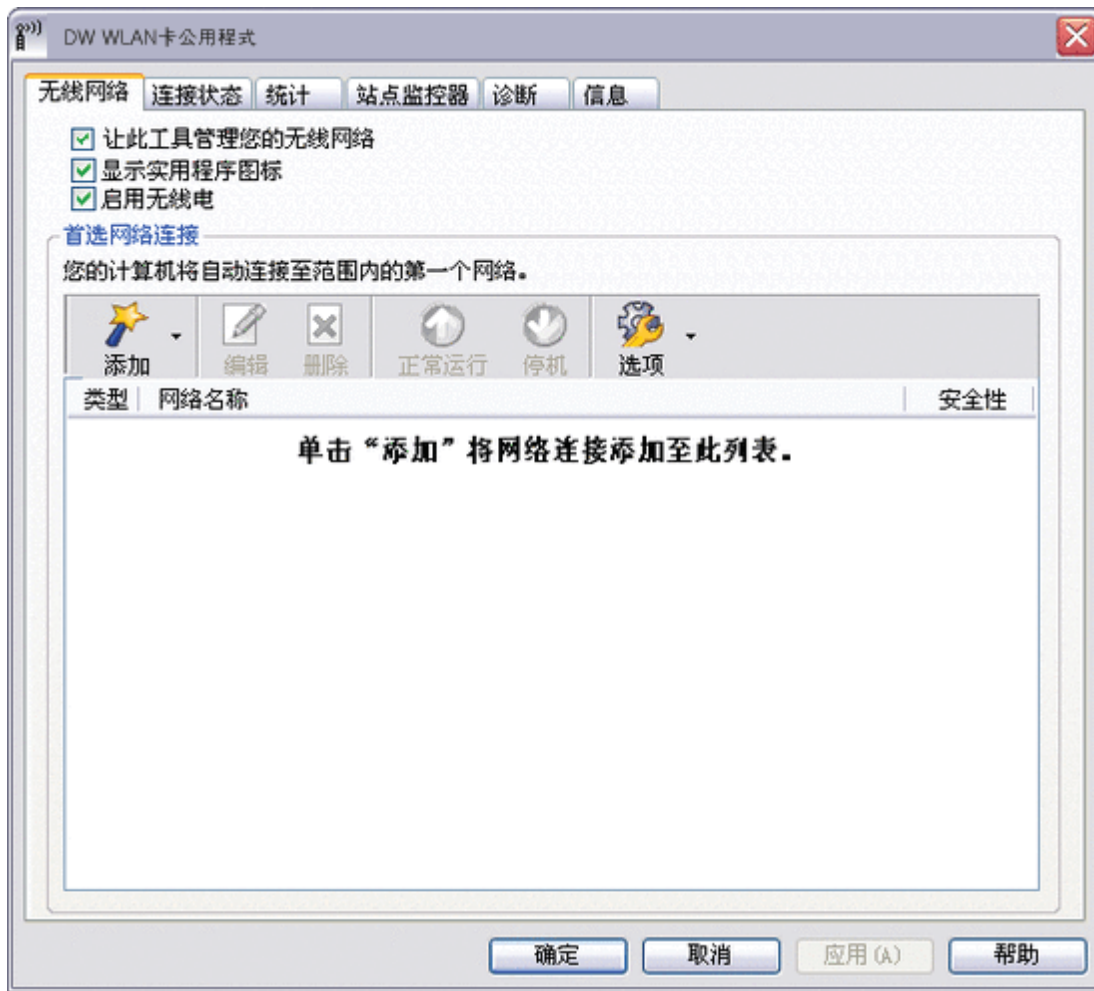 DW WLAN卡公用程式
无线网络 连接状态 统计 站点监控器 诊断 信息
让此工具管理您的无线网络
显示实用程序图标
启用无线电
首选网络连接
您的计算机将自动连接至范围内的第一个网络。
添加 编辑 删除 正常运行 停机 选项
类型 网络名称 安全性
单击“添加”将网络连接添加至此列表。
确定 取消 应用(A) 帮助